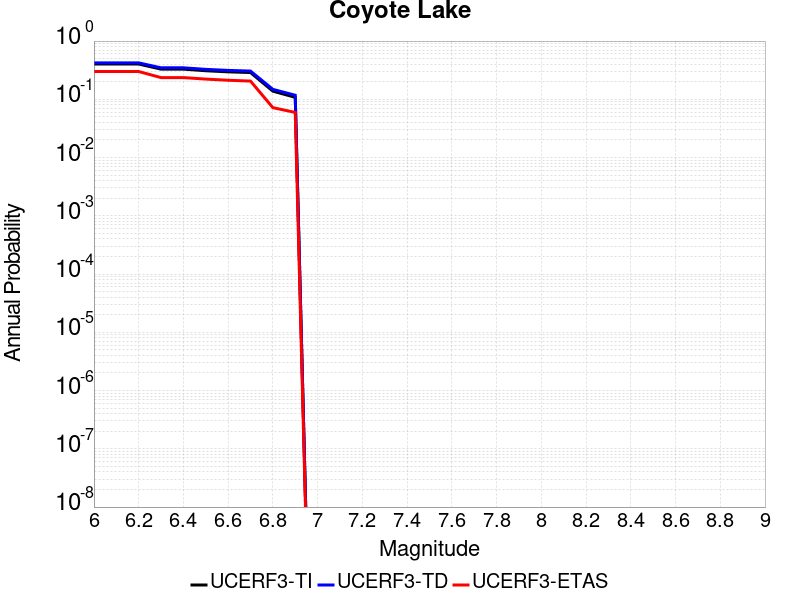 Coyote Lake
Annual Probability
10^0
10^-1
10^-2
10^-3
10^-4
10^-5
10^-6
10^-7
10^-8
6 6.2 6.4 6.6 6.8 7 7.2 7.4 7.6 7.8 8 8.2 8.4 8.6 8.8 9
Magnitude
UCERF3-TI UCERF3-TD UCERF3-ETAS